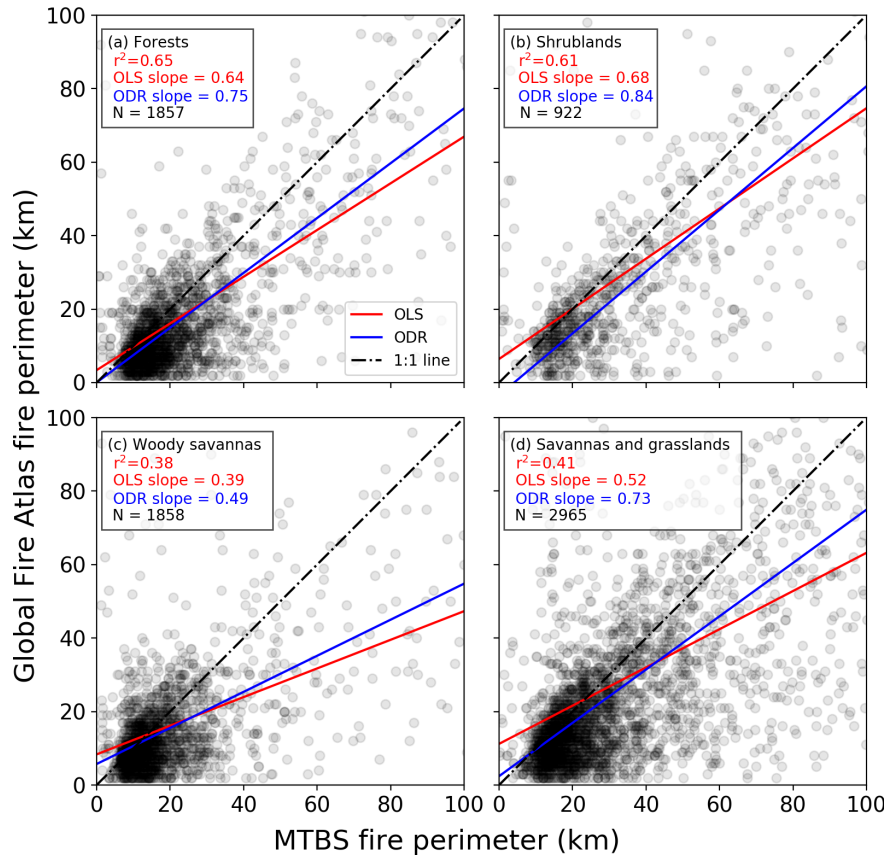 100
80
60
40
20
0
(a) Forests
r²=0.65
OLS slope = 0.64
ODR slope = 0.75
N = 1857
OLS
ODR
1:1 line
(b) Shrublands
r²=0.61
OLS slope = 0.68
ODR slope = 0.84
N = 922
Global Fire Atlas fire perimeter (km)
100
80
60
40
20
0
(c) Woody savannas
r²=0.38
OLS slope = 0.39
ODR slope = 0.49
N = 1858
(d) Savannas and grasslands
r²=0.41
OLS slope = 0.52
ODR slope = 0.73
N = 2965
0 20 40 60 80 100
0 20 40 60 80 100
MTBS fire perimeter (km)